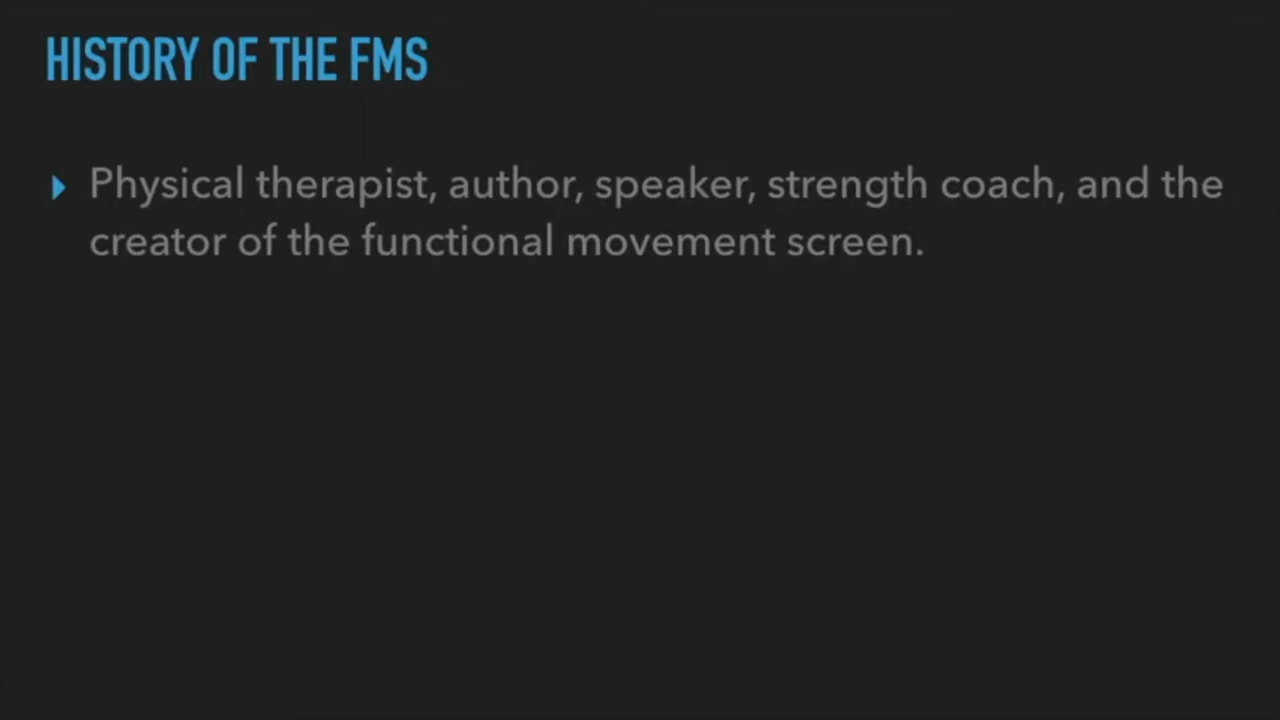 HISTORY OF THE FMS
Physical therapist, author, speaker, strength coach, and the
creator of the functional movement screen.